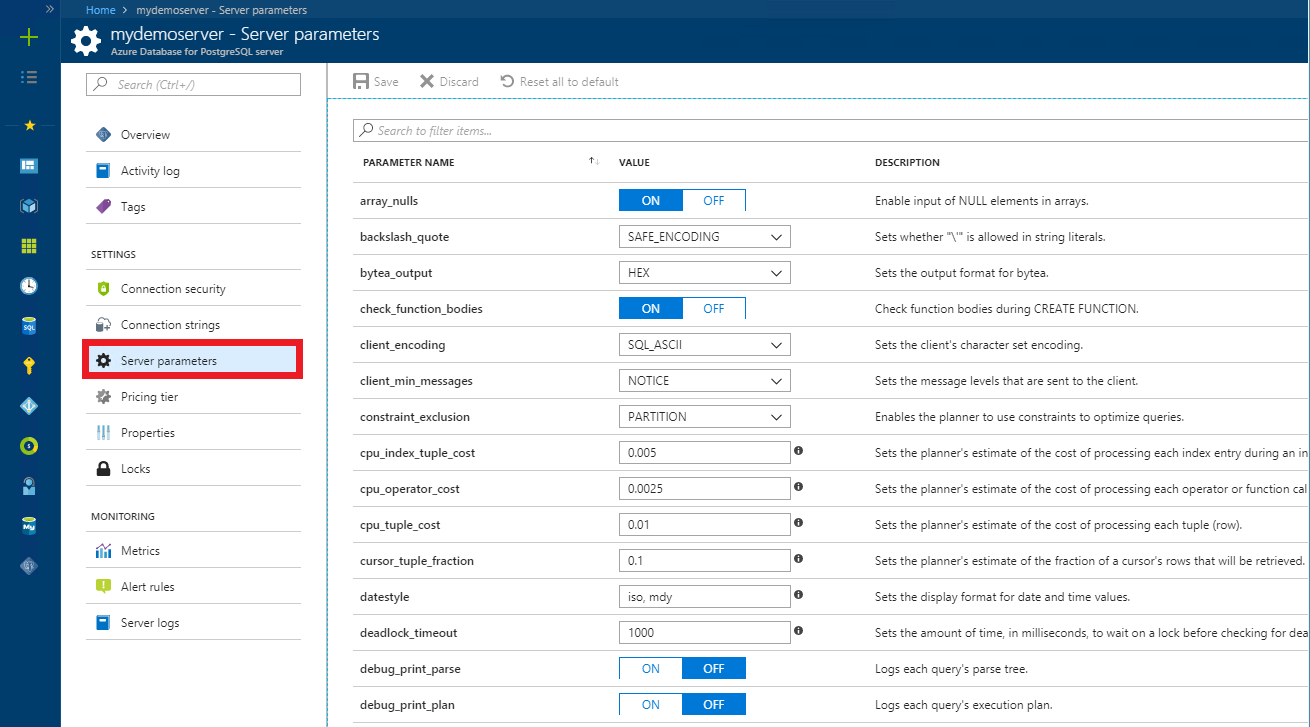 Home > mydemoserver - Server parameters
mydemoserver - Server parameters
Azure Database for PostgreSQL server
Search (Ctrl+/)
Overview
Activity log
Tags
SETTINGS
Connection security
Connection strings
Server parameters
Pricing tier
Properties
Locks
MONITORING
Metrics
Alert rules
Server logs
Save Discard Reset all to default
Search to filter items...
PARAMETER NAME VALUE DESCRIPTION
array_nulls ON OFF Enable input of NULL elements in arrays.
backslash_quote SAFE_ENCODING Sets whether "\'" is allowed in string literals.
bytea_output HEX Sets the output format for bytea.
check_function_bodies ON OFF Check function bodies during CREATE FUNCTION.
client_encoding SQL_ASCII Sets the client's character set encoding.
client_min_messages NOTICE Sets the message levels that are sent to the client.
constraint_exclusion PARTITION Enables the planner to use constraints to optimize queries.
cpu_index_tuple_cost 0.005 Sets the planner's estimate of the cost of processing each index entry during an in
cpu_operator_cost 0.0025 Sets the planner's estimate of the cost of processing each operator or function cal
cpu_tuple_cost 0.01 Sets the planner's estimate of the cost of processing each tuple (row).
cursor_tuple_fraction 0.1 Sets the planner's estimate of the fraction of a cursor's rows that will be retrieved.
datestyle iso, mdy Sets the display format for date and time values.
deadlock_timeout 1000 Sets the amount of time, in milliseconds, to wait on a lock before checking for dea
debug_print_parse ON OFF Logs each query's parse tree.
debug_print_plan ON OFF Logs each query's execution plan.
SQL
My